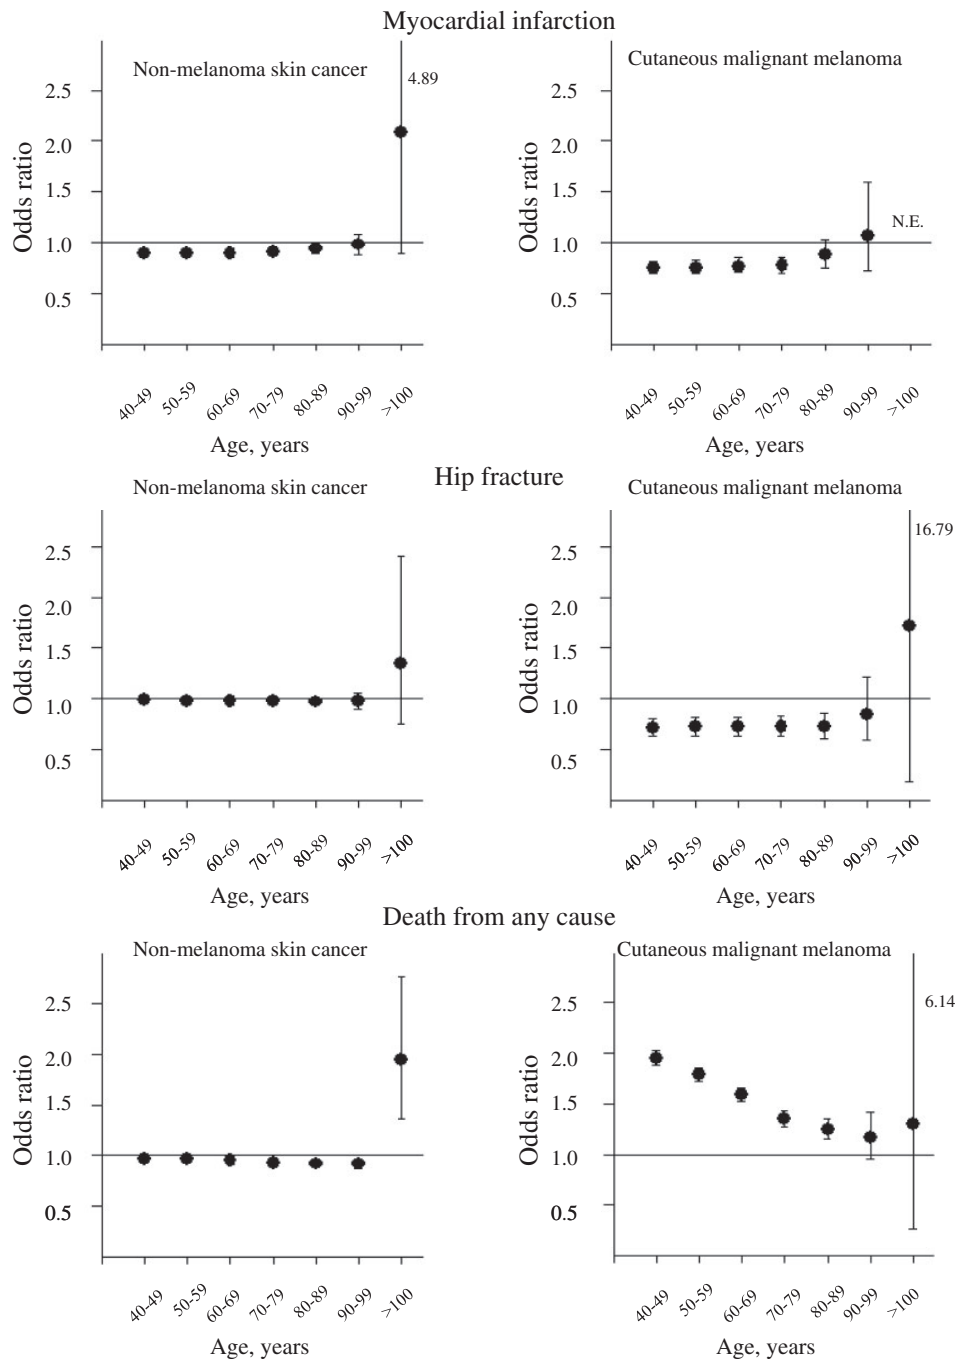 Myocardial infarction
Non-melanoma skin cancer
4.89
Odds ratio
2.5
2.0
1.5
1.0
0.5
40-49 50-59 60-69 70-79 80-89 90-99 >100
Age, years
Cutaneous malignant melanoma
N.E.
Odds ratio
2.5
2.0
1.5
1.0
0.5
40-49 50-59 60-69 70-79 80-89 90-99 >100
Age, years
Hip fracture
Non-melanoma skin cancer
Odds ratio
2.5
2.0
1.5
1.0
0.5
40-49 50-59 60-69 70-79 80-89 90-99 >100
Age, years
Cutaneous malignant melanoma
16.79
Odds ratio
2.5
2.0
1.5
1.0
0.5
40-49 50-59 60-69 70-79 80-89 90-99 >100
Age, years
Death from any cause
Non-melanoma skin cancer
Odds ratio
2.5
2.0
1.5
1.0
0.5
40-49 50-59 60-69 70-79 80-89 90-99 >100
Age, years
Cutaneous malignant melanoma
6.14
Odds ratio
2.5
2.0
1.5
1.0
0.5
40-49 50-59 60-69 70-79 80-89 90-99 >100
Age, years